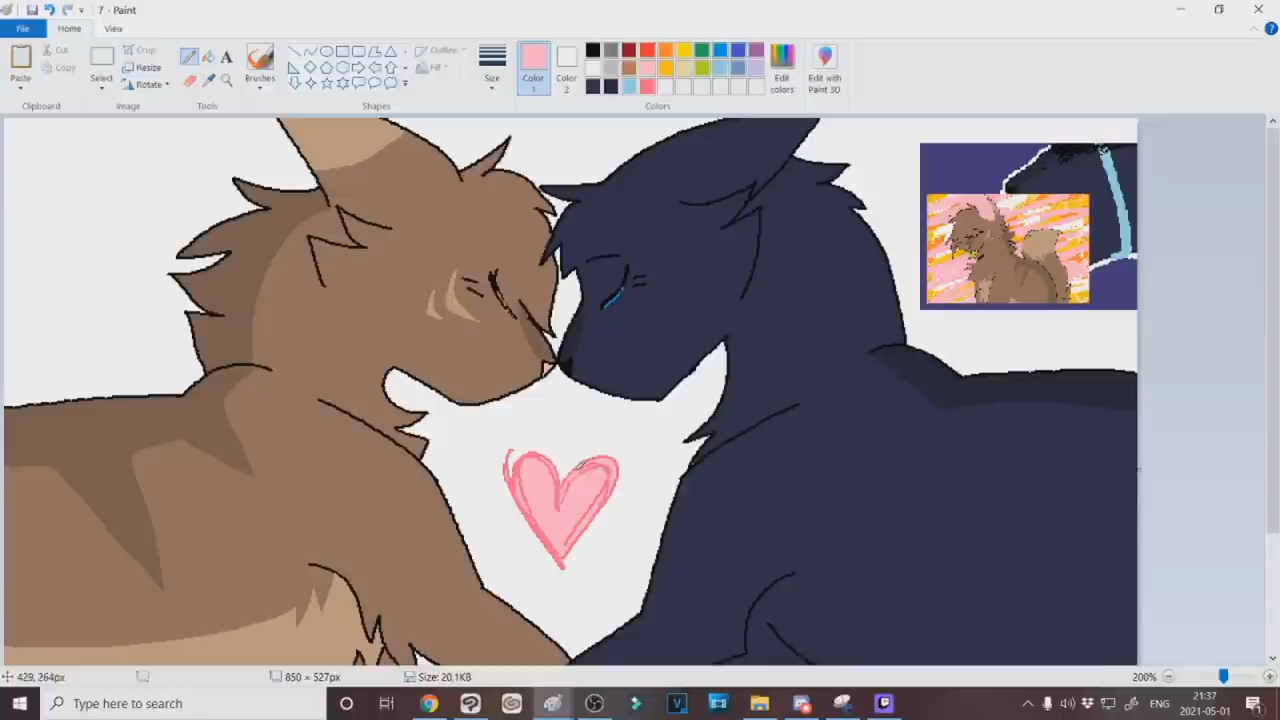 7 - Paint
File Home View
Paste
Cut
Copy
Clipboard
Select
Crop
Resize
Rotate
Image
A
Tools
Brushes
Outline
Fill
Shapes
Size
Color 1
Color 2
Edit colors
Edit with Paint 3D
Colors
429, 264px
850 × 527px
Size: 20,1KB
200%
Type here to search
ENG
21:37
2021-05-01